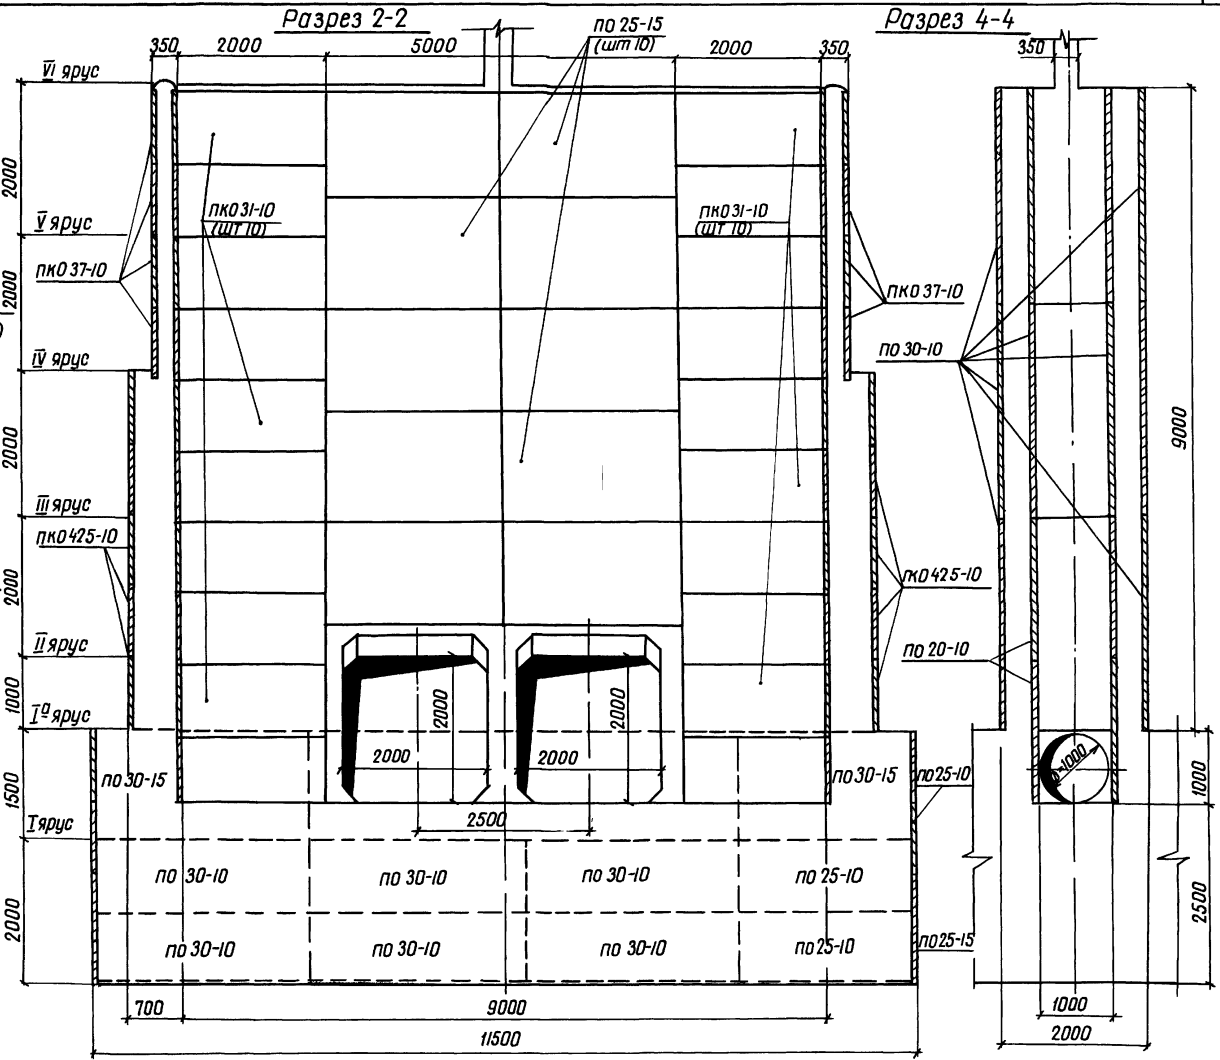 Разрез 2-2
Разрез 4-4
по 25-15
(шт 10)
350
2000
5000
2000
350
350
VI ярус
2000
пко 31-10
(шт 10)
пко 31-10
(шт 10)
V ярус
пко 37-10
2000
пко 37-10
IV ярус
по 30-10
9000
2000
III ярус
пко 425-10
2000
пко 425-10
II ярус
по 20-10
1000
2000
2000
Iа ярус
2000
2000
D=1000
по 30-15
по 30-15
по 25-10
1000
1500
2500
I ярус
по 30-10
по 30-10
по 30-10
по 25-10
2000
2500
по 30-10
по 30-10
по 30-10
по 25-10
по 25-15
700
9000
1000
11500
2000